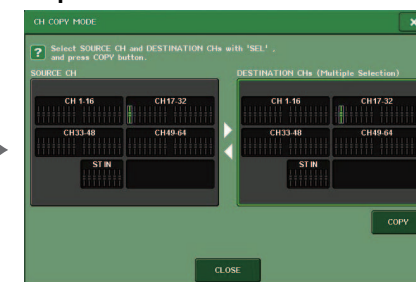 CH COPY MODE
Select SOURCE CH and DESTINATION CHs with 'SEL' ,
and press COPY button.
SOURCE CH
DESTINATION CHs (Multiple Selection)
CH 1-16 CH17-32 CH 1-16 CH17-32
CH33-48 CH49-64 CH33-48 CH49-64
ST IN ST IN
COPY
CLOSE